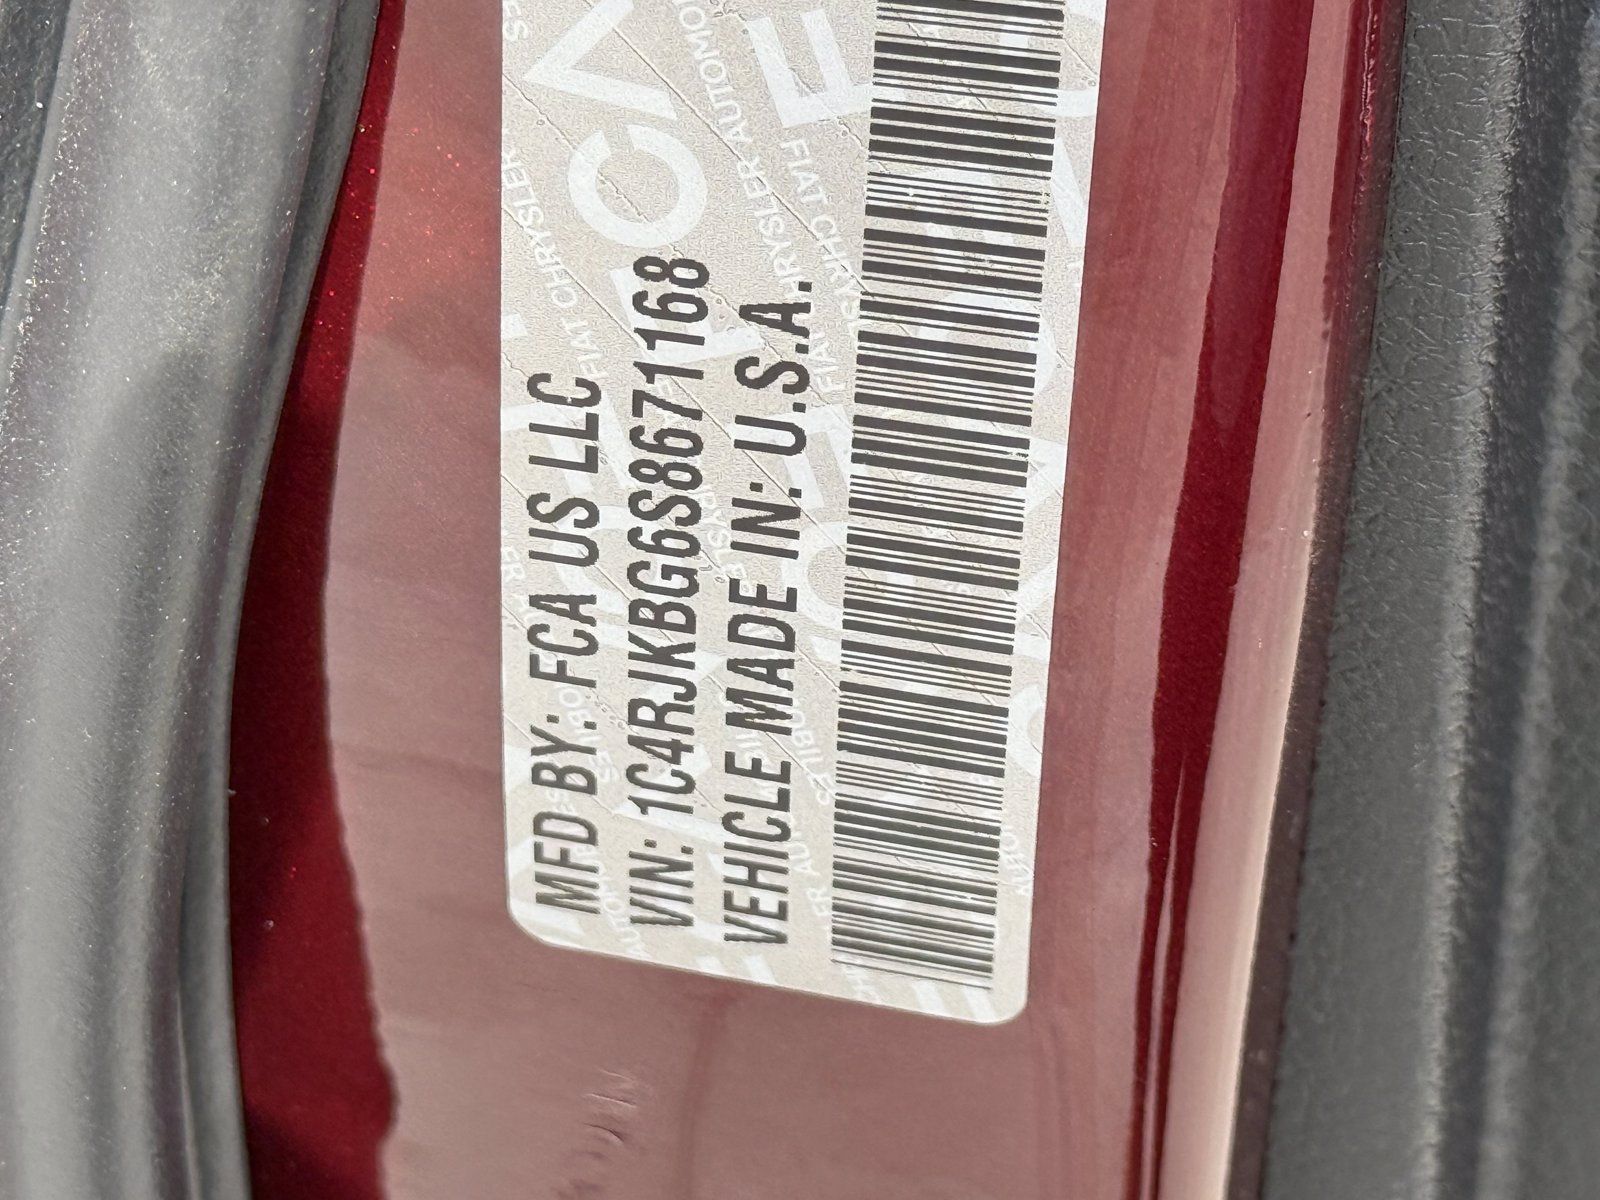 MFD BY: FCA US LLC
VIN: 1C4RJKBG6S8671168
VEHICLE MADE IN: U.S.A.